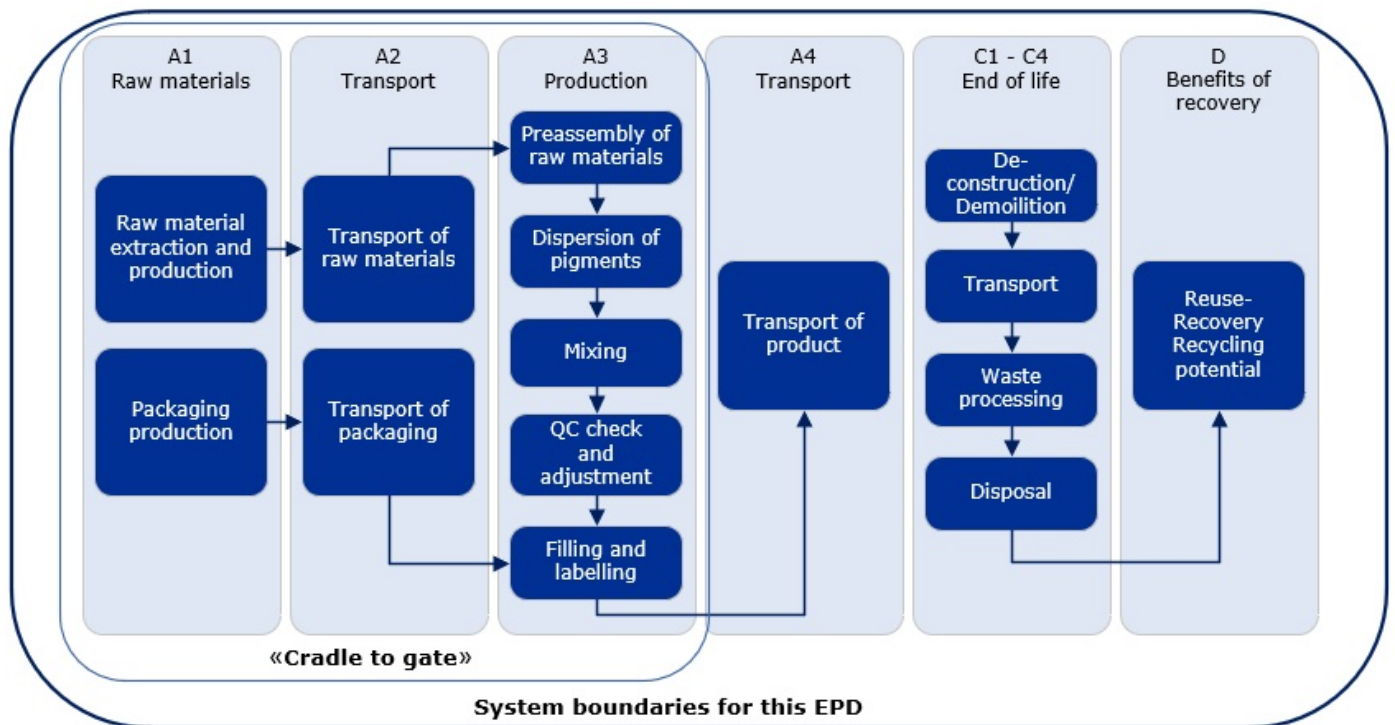 A1
Raw materials
A2
Transport
A3
Production
A4
Transport
C1 - C4
End of life
D
Benefits of
recovery
Raw material
extraction and
production
Packaging
production
Transport of
raw materials
Transport of
packaging
Preassembly of
raw materials
Dispersion of
pigments
Mixing
QC check
and
adjustment
Filling and
labelling
Transport of
product
De-
construction/
Demoilition
Transport
Waste
processing
Disposal
Reuse-
Recovery
Recycling
potential
«Cradle to gate»
System boundaries for this EPD